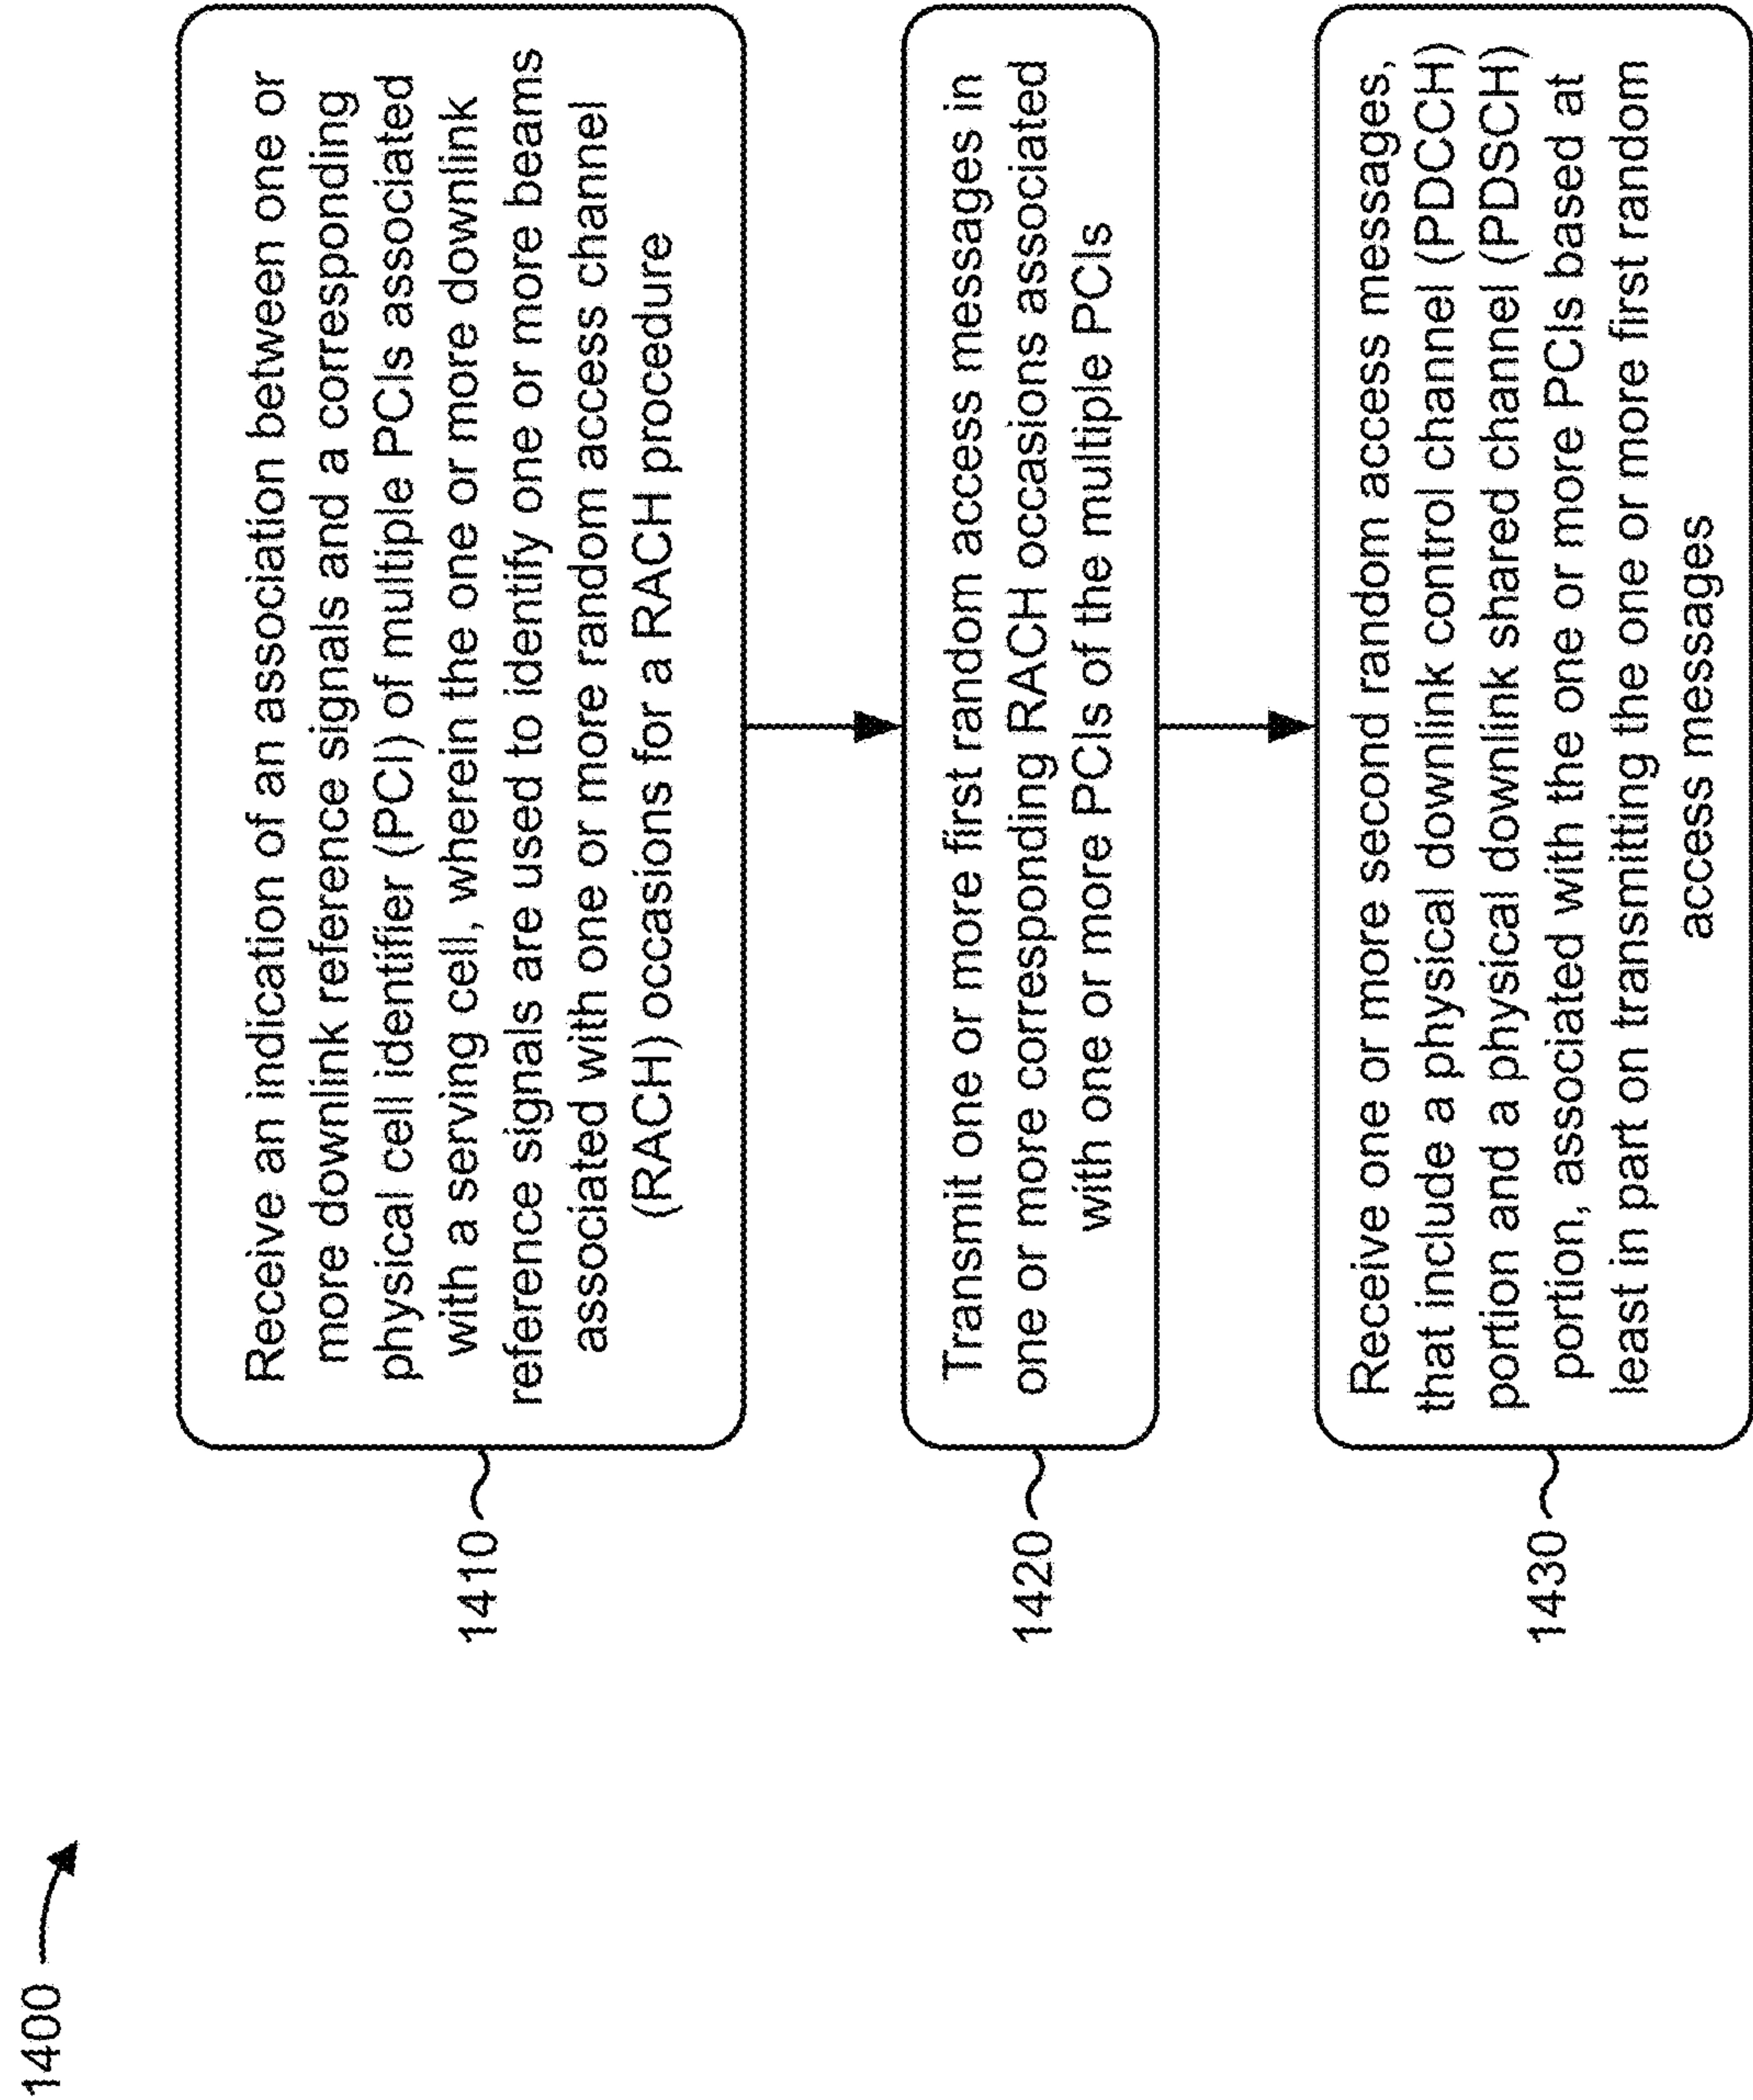 1400
1410
Receive an indication of an association between one or
more downlink reference signals and a corresponding
physical cell identifier (PCI) of multiple PCIs associated
with a serving cell, wherein the one or more downlink
reference signals are used to identify one or more beams
associated with one or more random access channel
(RACH) occasions for a RACH procedure
1420
Transmit one or more first random access messages in
one or more corresponding RACH occasions associated
with one or more PCIs of the multiple PCIs
1430
Receive one or more second random access messages,
that include a physical downlink control channel (PDCCH)
portion and a physical downlink shared channel (PDSCH)
portion, associated with the one or more PCIs based at
least in part on transmitting the one or more first random
access messages